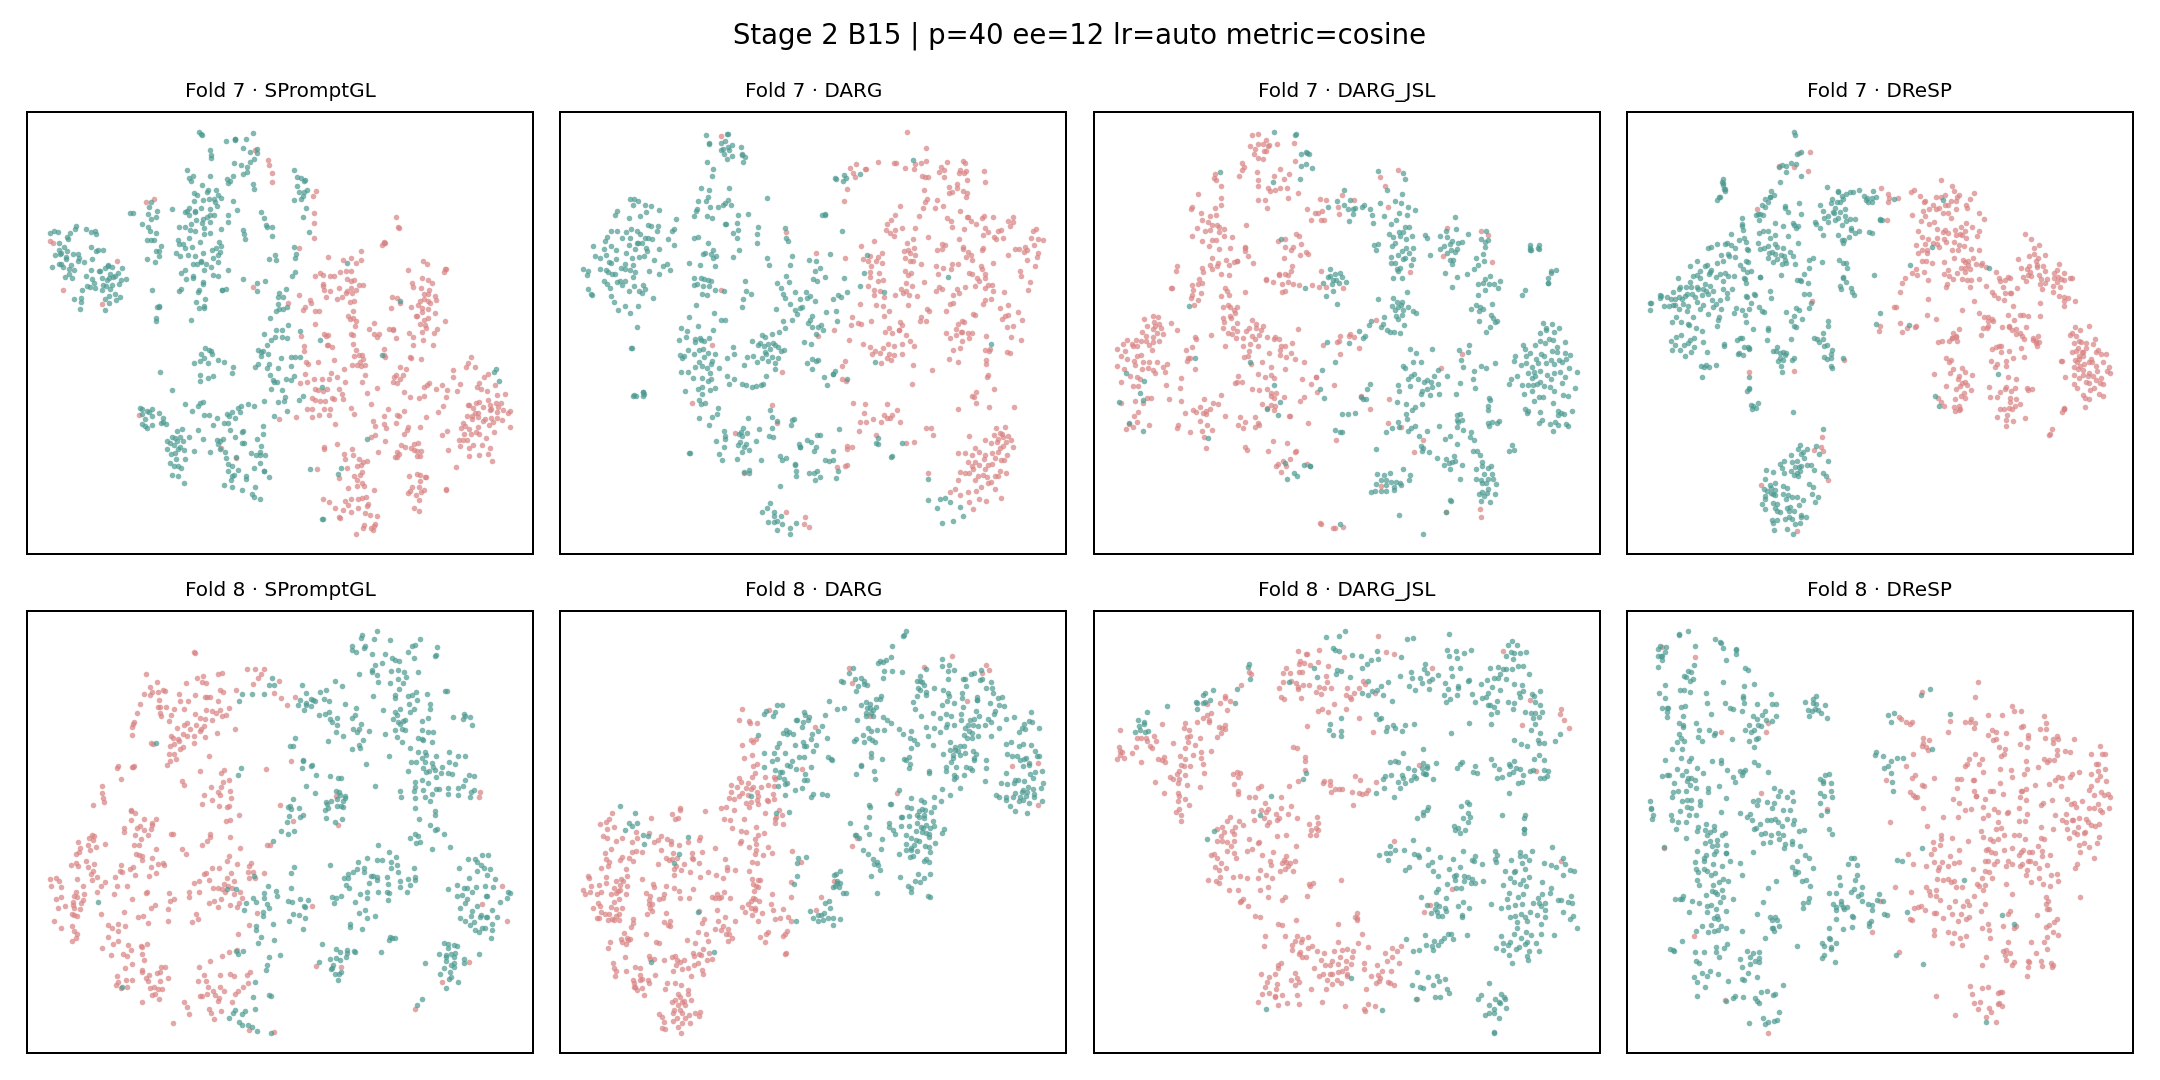 Stage 2 B15 | p=40 ee=12 lr=auto metric=cosine
Fold 7 · SPromptGL
Fold 7 · DARG
Fold 7 · DARG_JSL
Fold 7 · DReSP
Fold 8 · SPromptGL
Fold 8 · DARG
Fold 8 · DARG_JSL
Fold 8 · DReSP